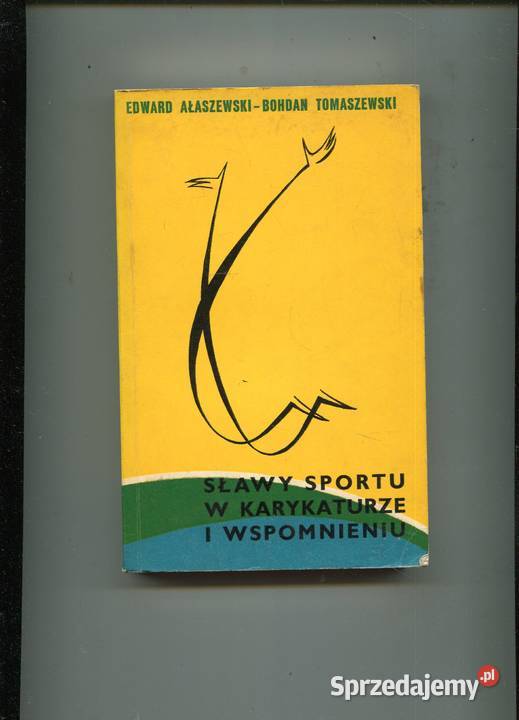 EDWARD AŁASZEWSKI-BOHDAN TOMASZEWSKI
SŁAWY SPORTU
W KARYKATURZE
I WSPOMNIENIU
Sprzedajemy.pl